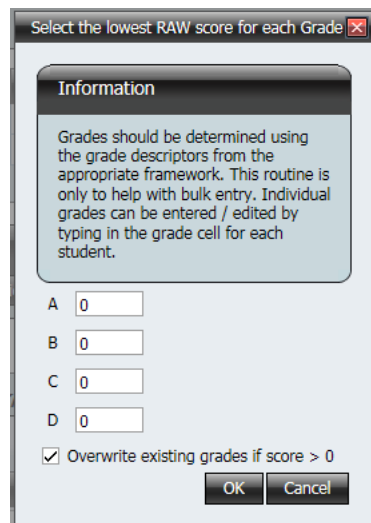 Select the lowest RAW score for each Grade
Information
Grades should be determined using
the grade descriptors from the
appropriate framework. This routine is
only to help with bulk entry. Individual
grades can be entered / edited by
typing in the grade cell for each
student.
A 0
B 0
C 0
D 0
Overwrite existing grades if score > 0
OK Cancel